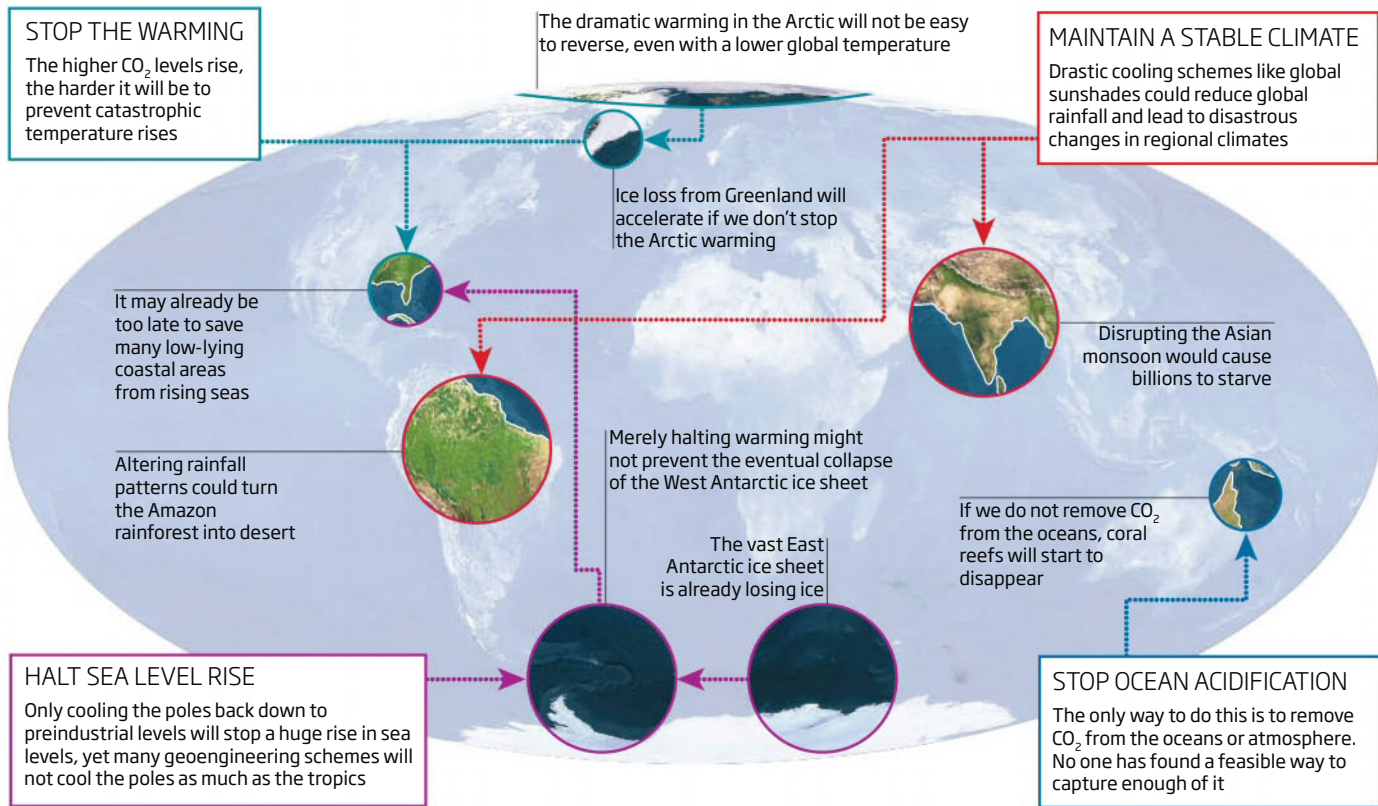 STOP THE WARMING
The higher CO₂ levels rise,
the harder it will be to
prevent catastrophic
temperature rises
The dramatic warming in the Arctic will not be easy
to reverse, even with a lower global temperature
MAINTAIN A STABLE CLIMATE
Drastic cooling schemes like global
sunshades could reduce global
rainfall and lead to disastrous
changes in regional climates
Ice loss from Greenland will
accelerate if we don't stop
the Arctic warming
It may already be
too late to save
many low-lying
coastal areas
from rising seas
Disrupting the Asian
monsoon would cause
billions to starve
Altering rainfall
patterns could turn
the Amazon
rainforest into desert
Merely halting warming might
not prevent the eventual collapse
of the West Antarctic ice sheet
The vast East
Antarctic ice sheet
is already losing ice
If we do not remove CO₂
from the oceans, coral
reefs will start to
disappear
HALT SEA LEVEL RISE
Only cooling the poles back down to
preindustrial levels will stop a huge rise in sea
levels, yet many geoengineering schemes will
not cool the poles as much as the tropics
STOP OCEAN ACIDIFICATION
The only way to do this is to remove
CO₂ from the oceans or atmosphere.
No one has found a feasible way to
capture enough of it